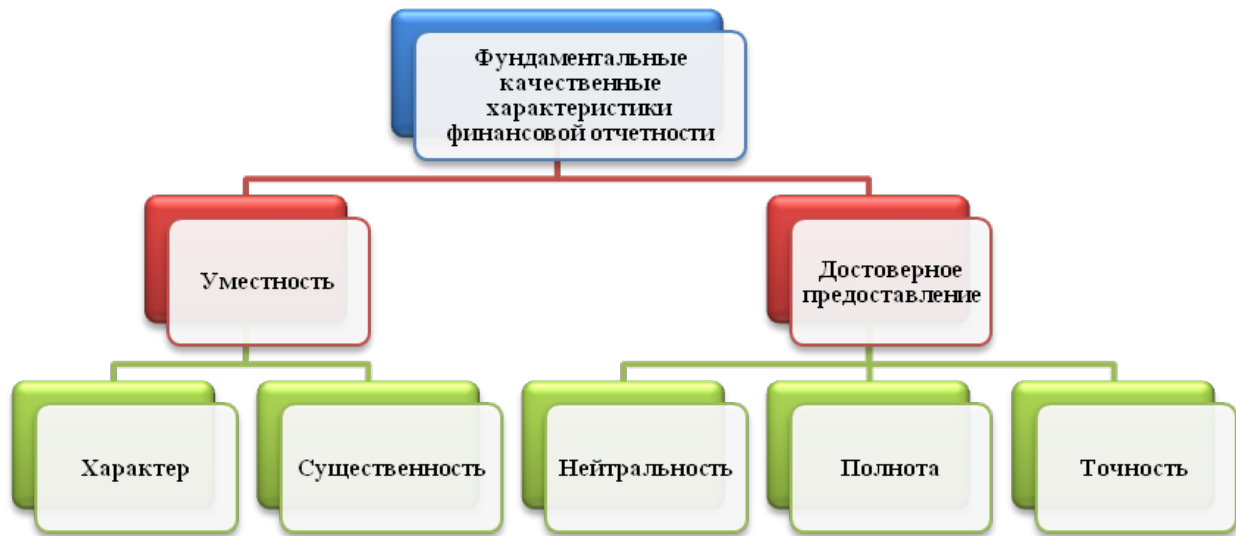 Фундаментальные
качественные
характеристики
финансовой отчетности
Уместность
Достоверное
предоставление
Характер
Существенность
Нейтральность
Полнота
Точность